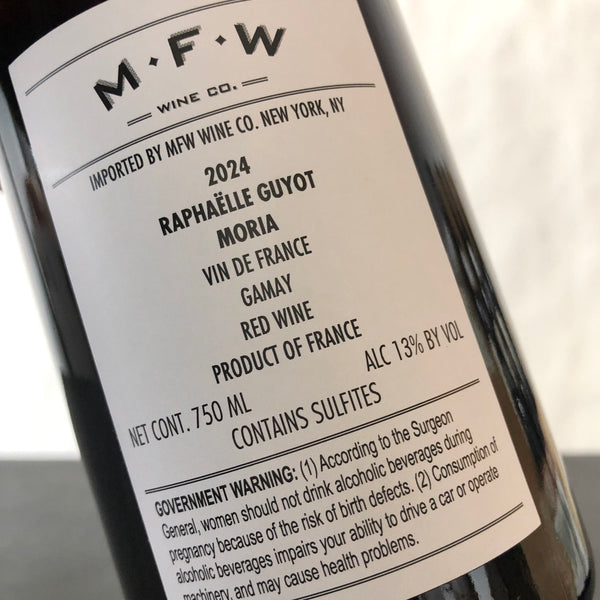 M·F·W
WINE CO.
IMPORTED BY MFW WINE CO. NEW YORK, NY
2024
RAPHAËLLE GUYOT
MORIA
VIN DE FRANCE
GAMAY
RED WINE
PRODUCT OF FRANCE
NET CONT. 750 ML ALC 13% BY VOL
CONTAINS SULFITES
GOVERNMENT WARNING: (1) According to the Surgeon
General, women should not drink alcoholic beverages during
pregnancy because of the risk of birth defects. (2) Consumption of
alcoholic beverages impairs your ability to drive a car or operate
machinery, and may cause health problems.